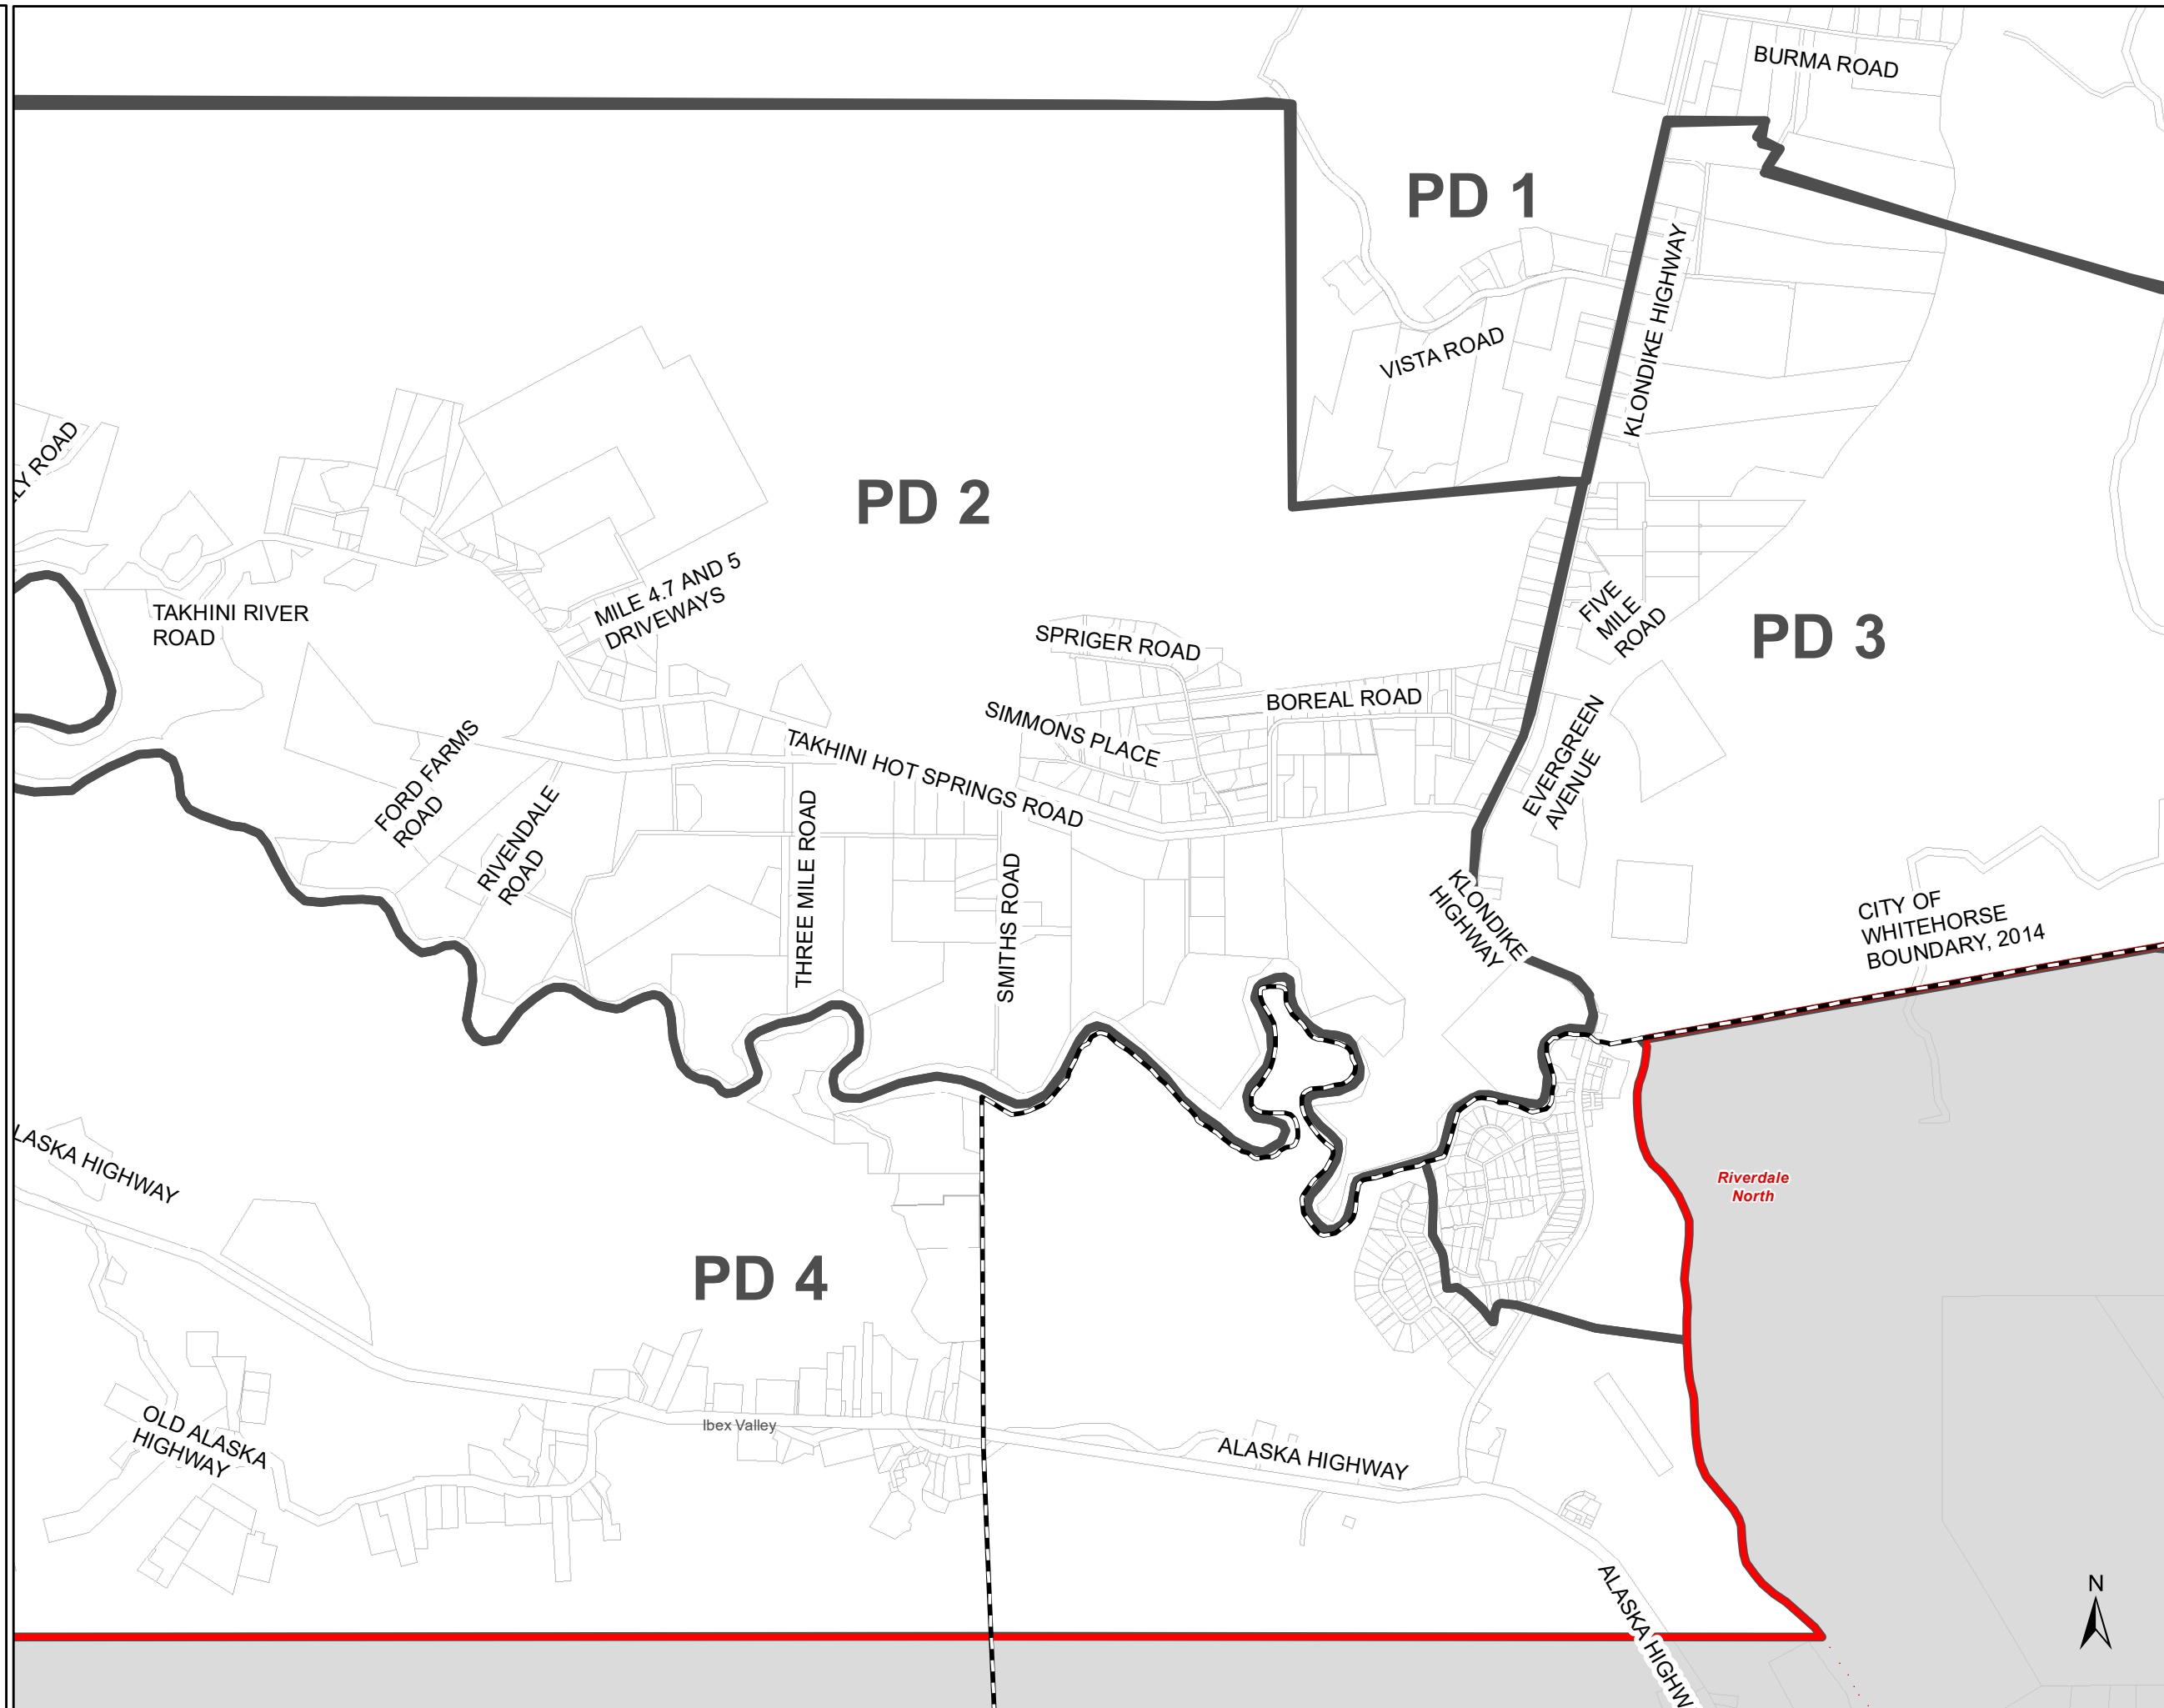 BURMA ROAD
PD 1
KLONDIKE HIGHWAY
VISTA ROAD
LY ROAD
PD 2
MILE 4.7 AND 5
DRIVEWAYS
TAKHINI RIVER
ROAD
FIVE
MILE
ROAD
PD 3
SPRIGER ROAD
BOREAL ROAD
SIMMONS PLACE
EVERGREEN
AVENUE
TAKHINI HOT SPRINGS ROAD
FORD FARMS
ROAD
RIVENDALE
ROAD
THREE MILE ROAD
SMITHS ROAD
KLONDIKE
HIGHWAY
CITY OF
WHITEHORSE
BOUNDARY, 2014
LASKA HIGHWAY
Riverdale
North
PD 4
OLD ALASKA
HIGHWAY
Ibex Valley
ALASKA HIGHWAY
ALASKA HIGHW
N